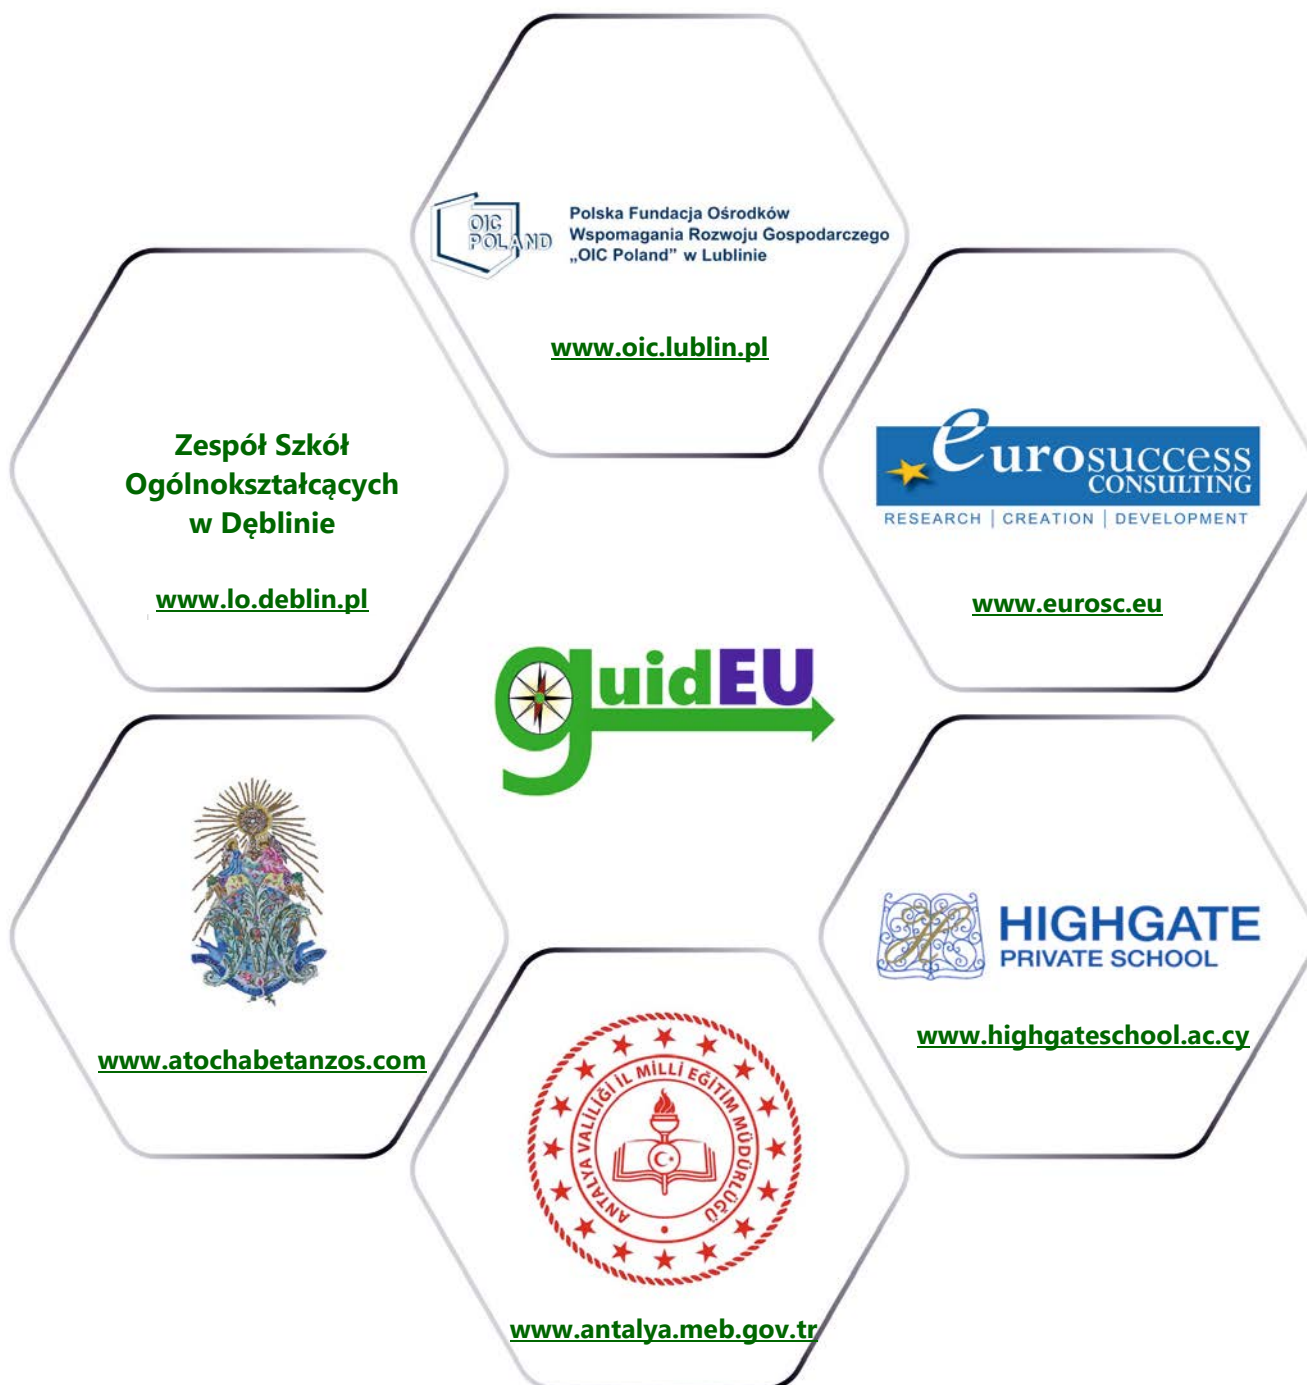 OIC
POLAND
Polska Fundacja Ośrodków
Wspomagania Rozwoju Gospodarczego
„OIC Poland” w Lublinie
www.oic.lublin.pl
Zespół Szkół
Ogólnokształcących
w Dęblinie
www.lo.deblin.pl
eurosuccess
CONSULTING
RESEARCH | CREATION | DEVELOPMENT
www.eurosc.eu
guidEU
www.atochabetanzos.com
H
HIGHGATE
PRIVATE SCHOOL
www.highgateschool.ac.cy
ANTALYA VALİLİĞİ İL MİLLİ EĞİTİM MÜDÜRLÜĞÜ
www.antalya.meb.gov.tr